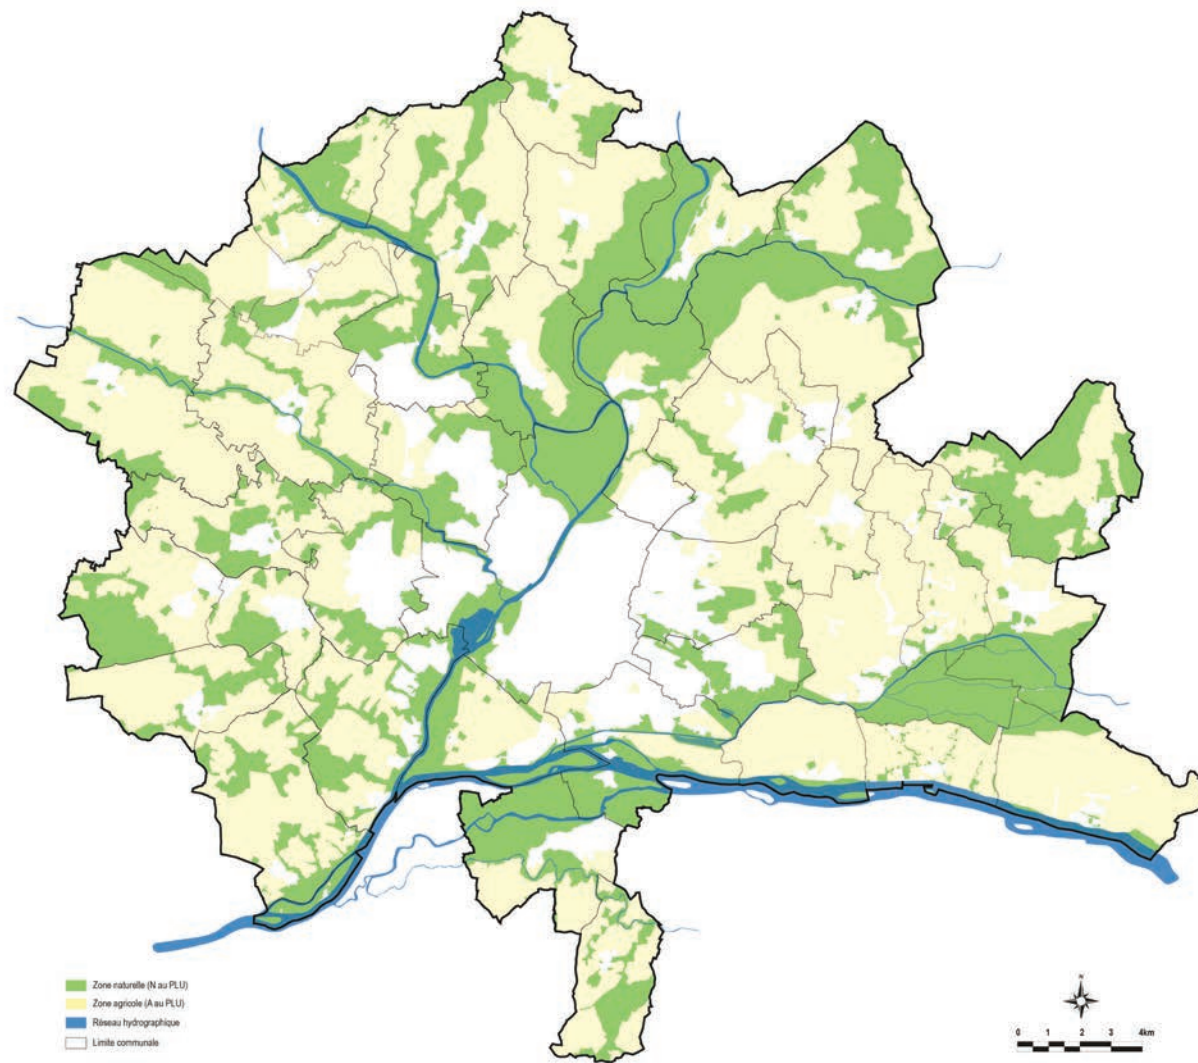 Zone naturelle (N au PLU)
Zone agricole (A au PLU)
Réseau hydrographique
Limite communale
N
0 1 2 3 4km